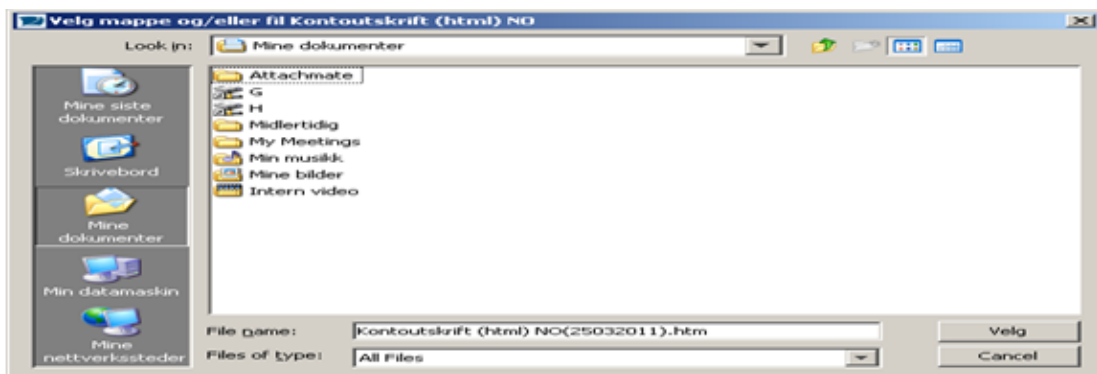 Velg mappe og/eller fil Kontoutskrift (html) NO
Look in: Mine dokumenter
Mine siste
dokumenter
Skrivebord
Mine
dokumenter
Min datamaskin
Mine
nettverkssteder
Attachmate
G
H
Midlertidig
My Meetings
Min musikk
Mine bilder
Intern video
File name: Kontoutskrift (html) NO(25032011).htm Velg
Files of type: All Files Cancel